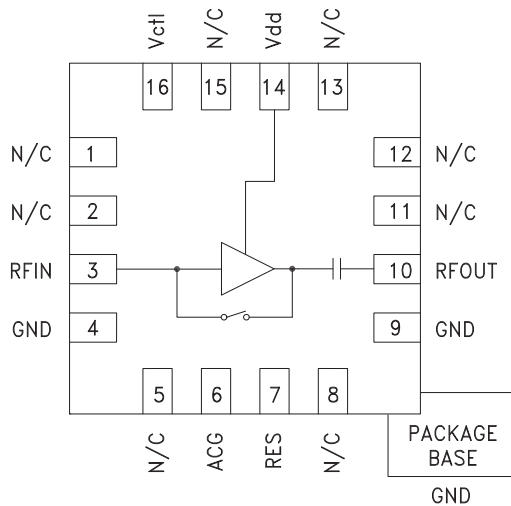 Vctl N/C Vdd N/C
16 15 14 13
N/C 1 12 N/C
N/C 2 11 N/C
RFIN 3 10 RFOUT
GND 4 9 GND
5 6 7 8
N/C ACG RES N/C
PACKAGE
BASE
GND